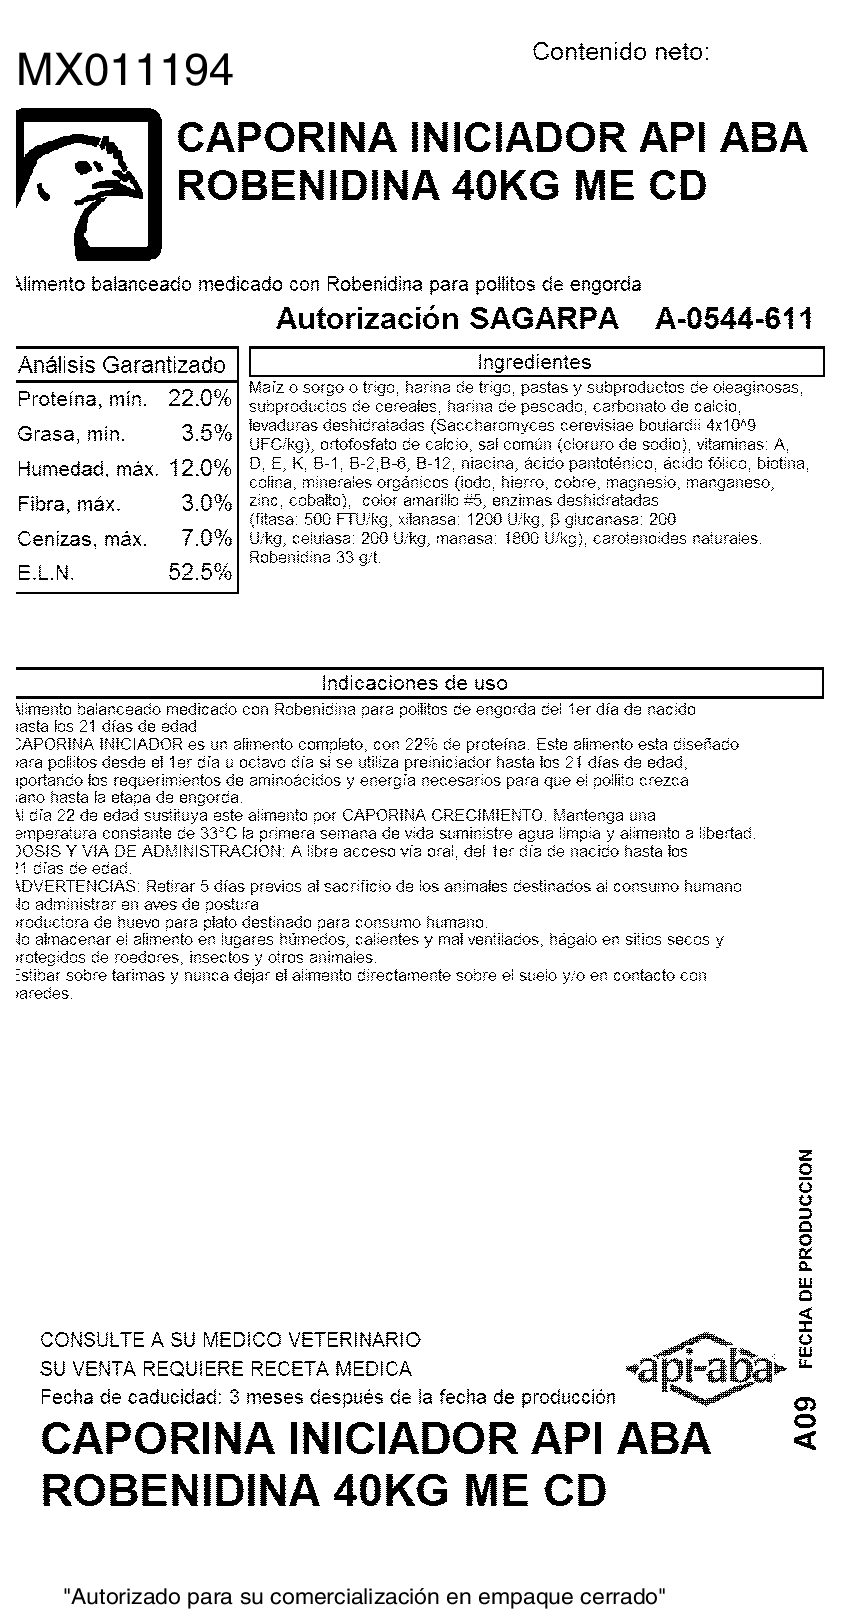 Contenido neto:
MX011194
CAPORINA INICIADOR API ABA
ROBENIDINA 40KG ME CD
Alimento balanceado medicado con Robenidina para pollitos de engorda
Autorización SAGARPA A-0544-611
Análisis Garantizado
Proteína, mín. 22.0%
Grasa, mín. 3.5%
Humedad, máx. 12.0%
Fibra, máx. 3.0%
Cenizas, máx. 7.0%
E.L.N. 52.5%
Ingredientes
Maíz o sorgo o trigo, harina de trigo, pastas y subproductos de oleaginosas,
subproductos de cereales, harina de pescado, carbonato de calcio,
levaduras deshidratadas (Saccharomyces cerevisiae boulardii 4x10^9
UFC/kg), ortofosfato de calcio, sal común (cloruro de sodio), vitaminas: A,
D, E, K, B-1, B-2,B-6, B-12, niacina, ácido pantoténico, ácido fólico, biotina,
colina, minerales orgánicos (iodo, hierro, cobre, magnesio, manganeso,
zinc, cobalto), color amarillo #5, enzimas deshidratadas
(fitasa: 500 FTU/kg, xilanasa: 1200 U/kg, β glucanasa: 200
U/kg, celulasa: 200 U/kg, manasa: 1800 U/kg), carotenoides naturales.
Robenidina 33 g/t.
Indicaciones de uso
Alimento balanceado medicado con Robenidina para pollitos de engorda del 1er día de nacido
hasta los 21 días de edad
CAPORINA INICIADOR es un alimento completo, con 22% de proteína. Este alimento esta diseñado
para pollitos desde el 1er día u octavo día si se utiliza preiniciador hasta los 21 días de edad,
aportando los requerimientos de aminoácidos y energía necesarios para que el pollito crezca
sano hasta la etapa de engorda.
Al día 22 de edad sustituya este alimento por CAPORINA CRECIMIENTO. Mantenga una
temperatura constante de 33°C la primera semana de vida suministre agua limpia y alimento a libertad.
DOSIS Y VIA DE ADMINISTRACION: A libre acceso vía oral, del 1er día de nacido hasta los
21 días de edad.
ADVERTENCIAS: Retirar 5 días previos al sacrificio de los animales destinados al consumo humano
No administrar en aves de postura
productora de huevo para plato destinado para consumo humano.
No almacenar el alimento en lugares húmedos, calientes y mal ventilados, hágalo en sitios secos y
protegidos de roedores, insectos y otros animales.
Estibar sobre tarimas y nunca dejar el alimento directamente sobre el suelo y/o en contacto con
paredes.
A09 FECHA DE PRODUCCION
CONSULTE A SU MEDICO VETERINARIO
SU VENTA REQUIERE RECETA MEDICA
Fecha de caducidad: 3 meses después de la fecha de producción
api-aba
CAPORINA INICIADOR API ABA
ROBENIDINA 40KG ME CD
"Autorizado para su comercialización en empaque cerrado"